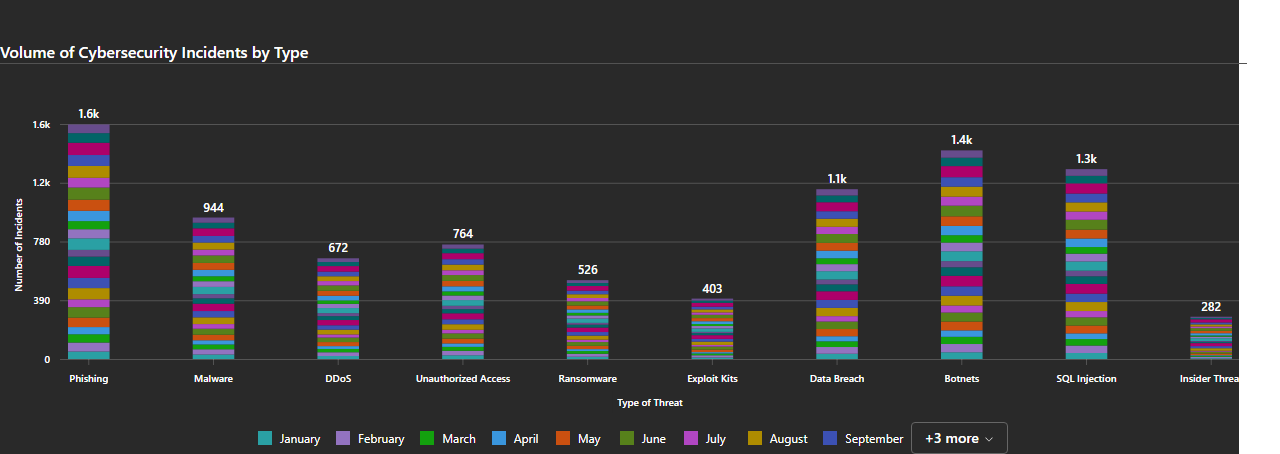 Volume of Cybersecurity Incidents by Type
1.6k
1.6k
1.4k
1.3k
1.2k
1.1k
944
764
780
672
526
403
390
282
0
Number of Incidents
Phishing Malware DDoS Unauthorized Access Ransomware Exploit Kits Data Breach Botnets SQL Injection Insider Threa
Type of Threat
January February March April May June July August September +3 more